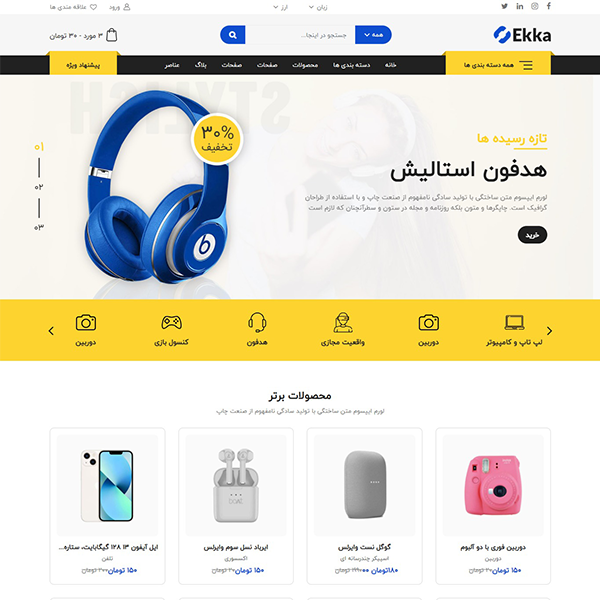 زبان
ارز
ورود
علاقه مندی ها
Ekka
همه
جستجو در اینجا...
۳ مورد - ۳۰ تومان
همه دسته بندی ها
خانه
دسته بندی ها
محصولات
صفحات
صفحات
بلاگ
عناصر
پیشنهاد ویژه
STYLISH
تازه رسیده ها
هدفون استالیش
لورم ایپسوم متن ساختگی با تولید سادگی نامفهوم از صنعت چاپ و با استفاده از طراحان
گرافیک است. چاپگرها و متون بلکه روزنامه و مجله در ستون و سطرآنچنان که لازم است
خرید
۳۰%
تخفیف
b
۰۱
۰۲
۰۳
لپ تاپ و کامپیوتر
دوربین
واقعیت مجازی
هدفون
کنسول بازی
دوربین
محصولات برتر
لورم ایپسوم متن ساختگی با تولید سادگی نامفهوم از صنعت چاپ
دوربین فوری با دو آلبوم
دوربین
۱۵۰ تومان
گوگل نست وایرلس
اسپیکر چندرسانه ای
۱۸۰ تومان
ایرپاد نسل سوم وایرلس
اکسسوری
۱۵۰ تومان
اپل آیفون ۱۳ ۱۲۸ گیگابایت، ستاره...
تلفن
۱۵۰ تومان